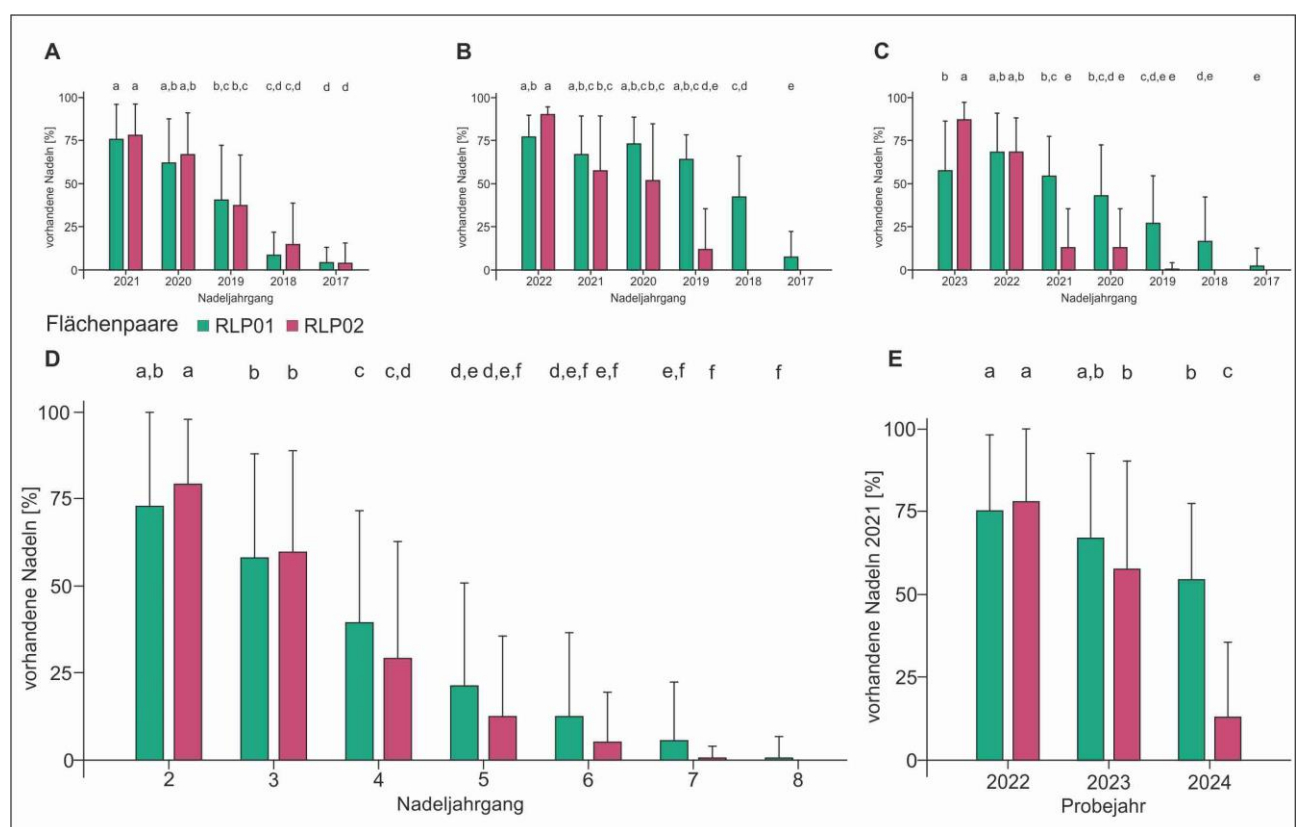 A
a a a,b a,b b,c b,c c,d c,d d d
vorhandene Nadeln [%]
100
75
50
25
0
2021 2020 2019 2018 2017
Nadeljahrgang
B
a,b a a,b,c b,c a,b,c b,c a,b,c d,e c,d e
vorhandene Nadeln [%]
100
75
50
25
0
2022 2021 2020 2019 2018 2017
Nadeljahrgang
C
b a a,b a,b b,c e b,c,d e c,d,e e d,e e
vorhandene Nadeln [%]
100
75
50
25
0
2023 2022 2021 2020 2019 2018 2017
Nadeljahrgang
Flächenpaare RLP01 RLP02
D
a,b a b b c c,d d,e d,e,f d,e,f e,f e,f f f
vorhandene Nadeln [%]
100
75
50
25
0
2 3 4 5 6 7 8
Nadeljahrgang
E
a a a,b b b c
vorhandene Nadeln 2021 [%]
100
75
50
25
0
2022 2023 2024
Probejahr